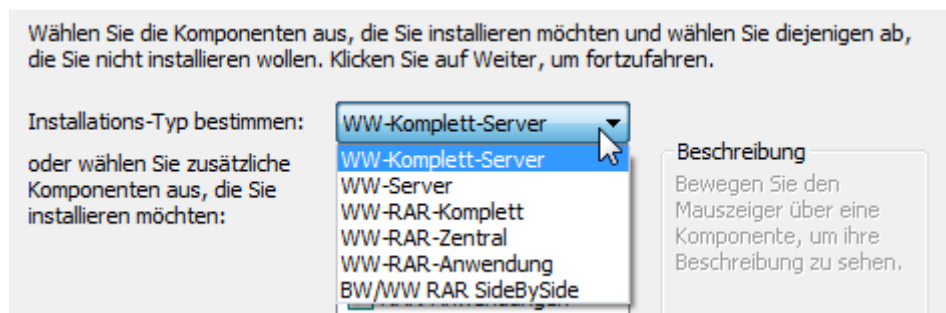 Wählen Sie die Komponenten aus, die Sie installieren möchten und wählen Sie diejenigen ab,
die Sie nicht installieren wollen. Klicken Sie auf Weiter, um fortzufahren.
Installations-Typ bestimmen:
WW-Komplett-Server
oder wählen Sie zusätzliche
Komponenten aus, die Sie
installieren möchten:
WW-Komplett-Server
WW-Server
WW-RAR-Komplett
WW-RAR-Zentral
WW-RAR-Anwendung
BW/WW RAR SideBySide
Beschreibung
Bewegen Sie den
Mauszeiger über eine
Komponente, um ihre
Beschreibung zu sehen.